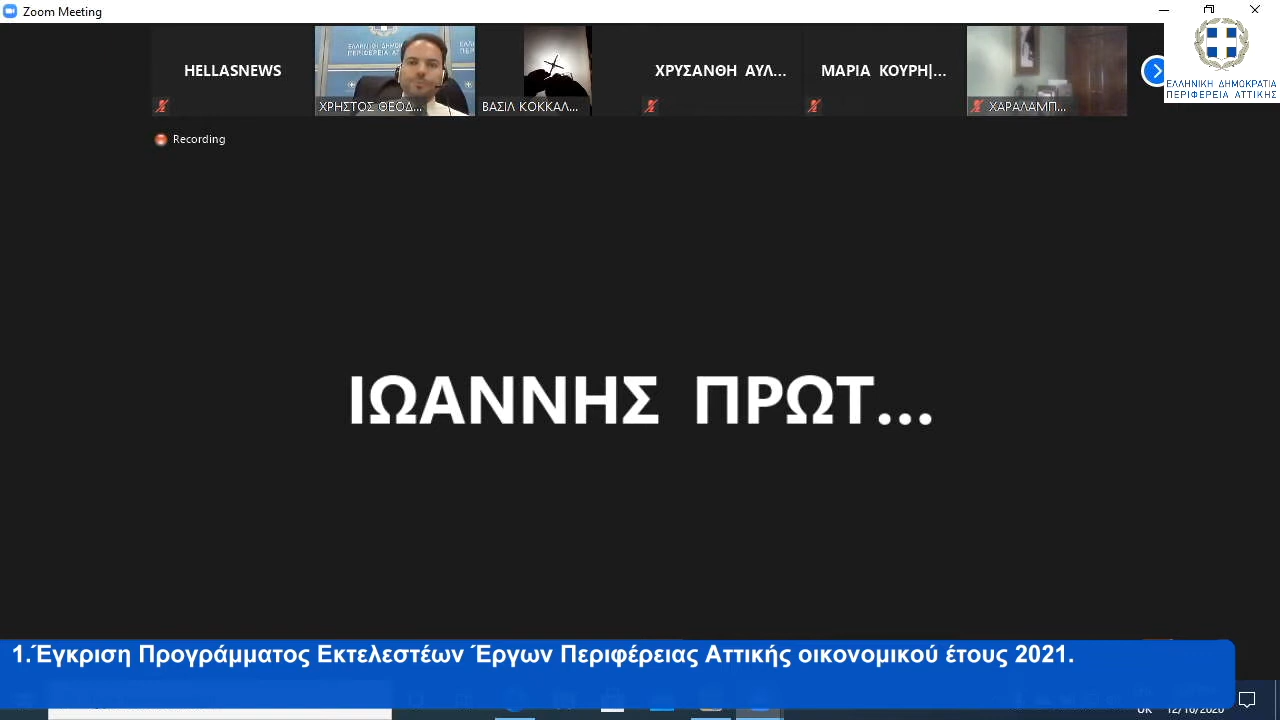 Zoom Meeting
HELLASNEWS
ΧΡΗΣΤΟΣ ΘΕΟΔ...
ΒΑΣΙΛ ΚΟΚΚΑΛ...
ΧΡΥΣΑΝΘΗ ΑΥΛ...
ΜΑΡΙΑ ΚΟΥΡΗ|...
ΧΑΡΑΛΑΜΠ...
ΕΛΛΗΝΙΚΗ ΔΗΜΟΚΡΑΤΙΑ
ΠΕΡΙΦΕΡΕΙΑ ΑΤΤΙΚΗΣ
Recording
ΙΩΑΝΝΗΣ ΠΡΩΤ...
1.Έγκριση Προγράμματος Εκτελεστέων Έργων Περιφέρειας Αττικής οικονομικού έτους 2021.